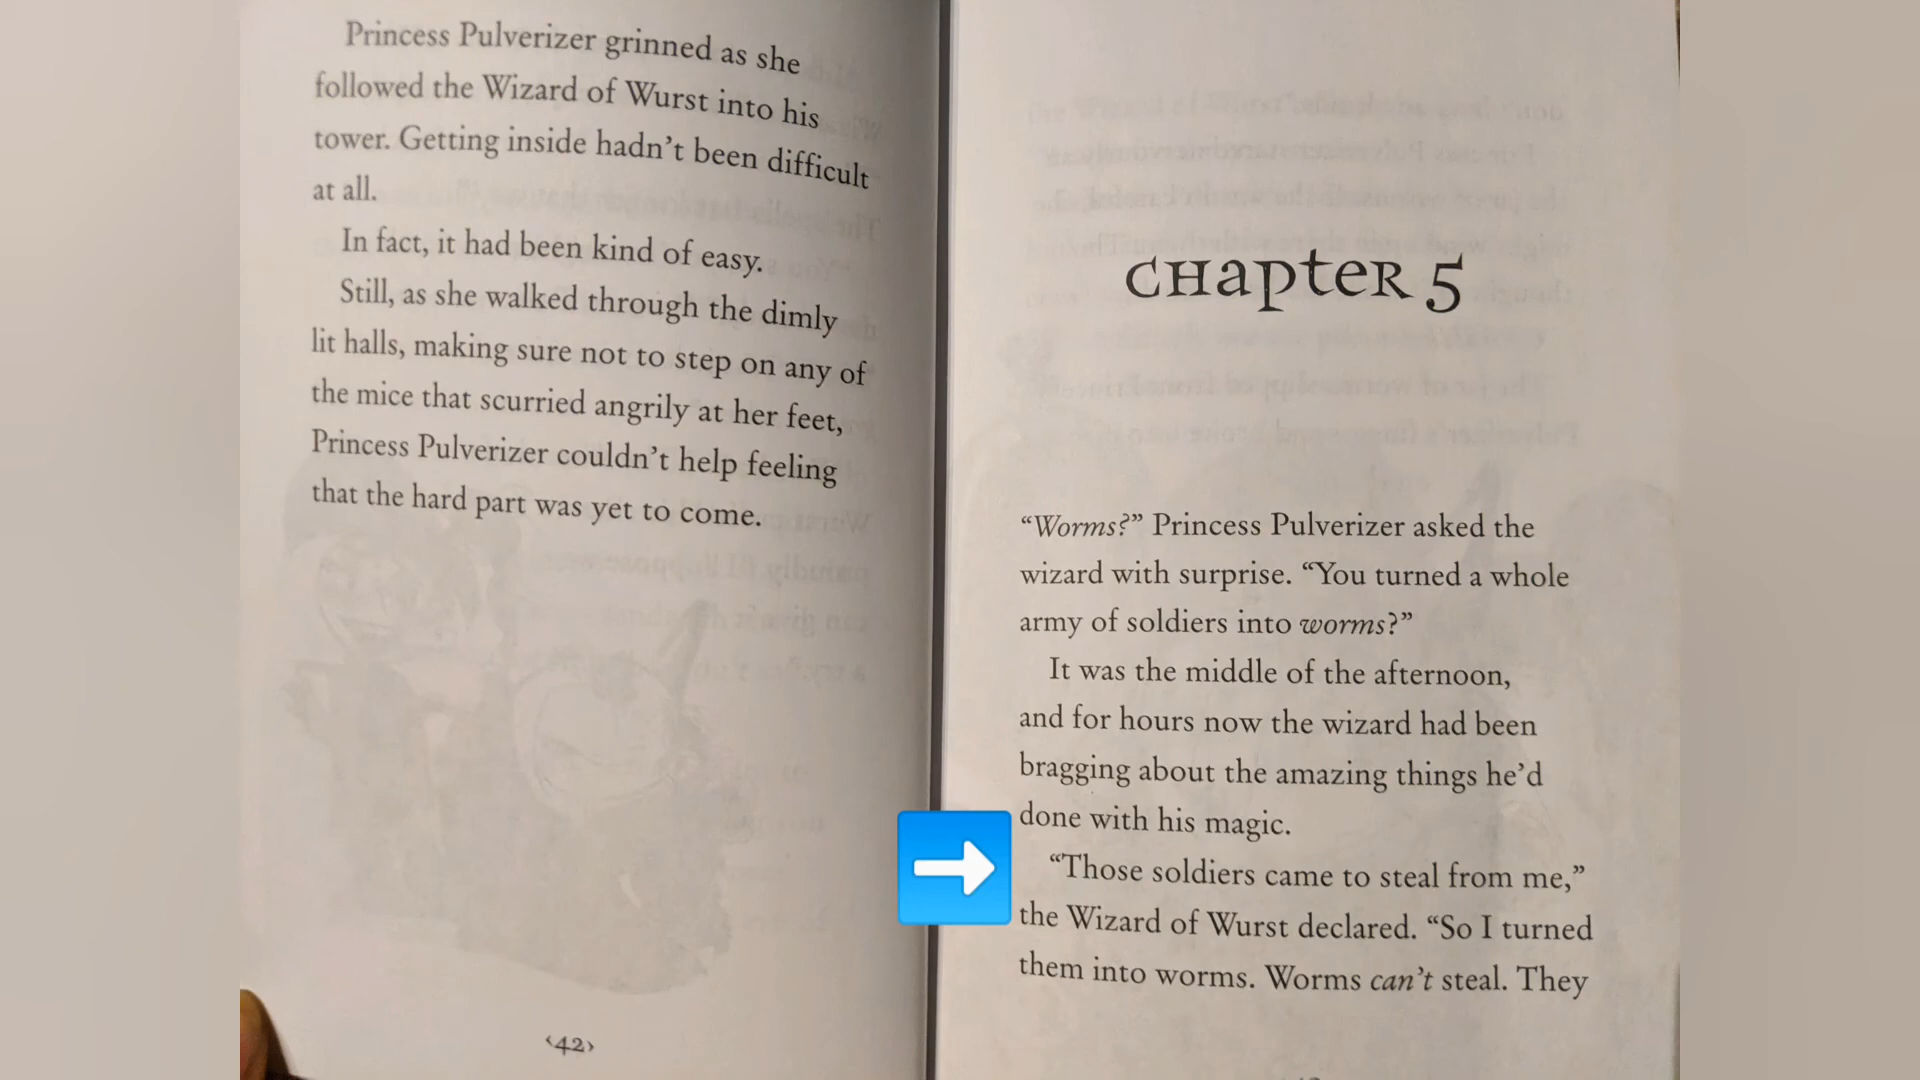 Princess Pulverizer grinned as she
followed the Wizard of Wurst into his
tower. Getting inside hadn’t been difficult
at all.
In fact, it had been kind of easy.
Still, as she walked through the dimly
lit halls, making sure not to step on any of
the mice that scurried angrily at her feet,
Princess Pulverizer couldn’t help feeling
that the hard part was yet to come.
‹42›
Chapter 5
“Worms?” Princess Pulverizer asked the
wizard with surprise. “You turned a whole
army of soldiers into worms?”
It was the middle of the afternoon,
and for hours now the wizard had been
bragging about the amazing things he’d
done with his magic.
“Those soldiers came to steal from me,”
the Wizard of Wurst declared. “So I turned
them into worms. Worms can’t steal. They